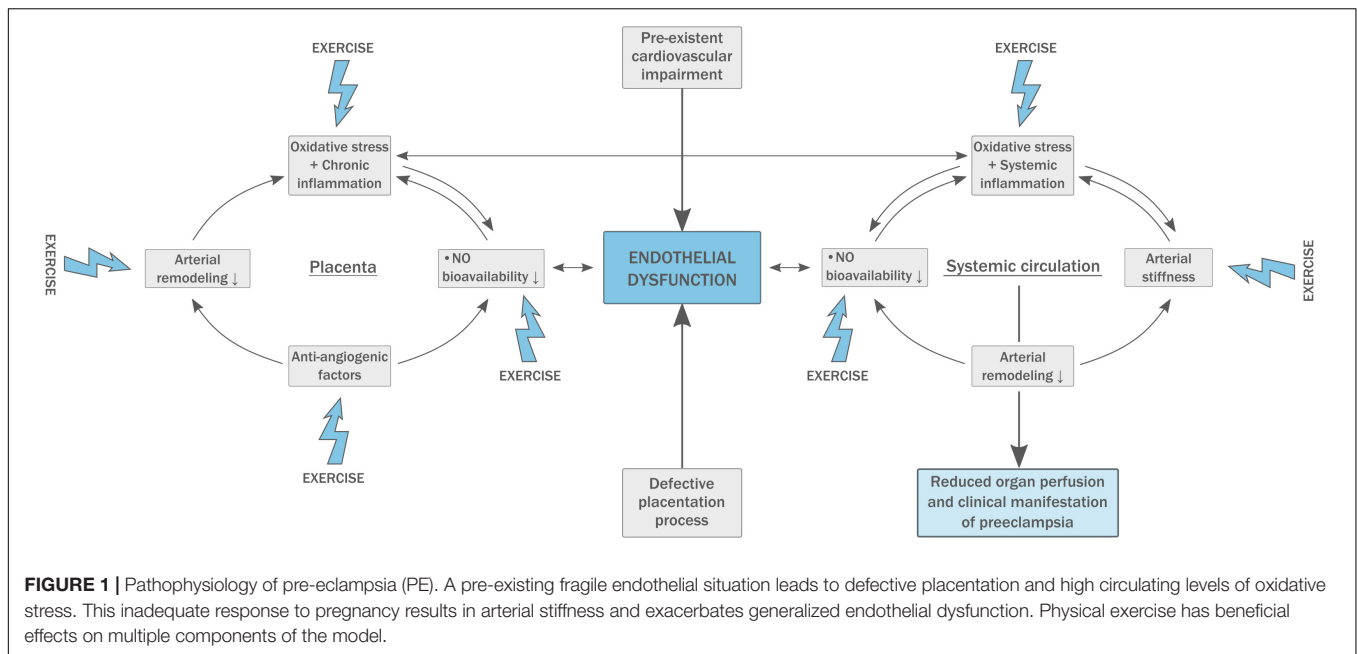 EXERCISE
Pre-existent
cardiovascular
impairment
EXERCISE
Oxidative stress
+ Chronic
inflammation
Oxidative stress
+ Systemic
inflammation
EXERCISE
Arterial
remodeling ↓
Placenta
• NO
bioavailability ↓
ENDOTHELIAL
DYSFUNCTION
• NO
bioavailability ↓
Systemic circulation
Arterial
stiffness
EXERCISE
Anti-angiogenic
factors
EXERCISE
EXERCISE
Arterial
remodeling ↓
EXERCISE
Defective
placentation
process
Reduced organ perfusion
and clinical manifestation
of preeclampsia
FIGURE 1 | Pathophysiology of pre-eclampsia (PE). A pre-existing fragile endothelial situation leads to defective placentation and high circulating levels of oxidative
stress. This inadequate response to pregnancy results in arterial stiffness and exacerbates generalized endothelial dysfunction. Physical exercise has beneficial
effects on multiple components of the model.